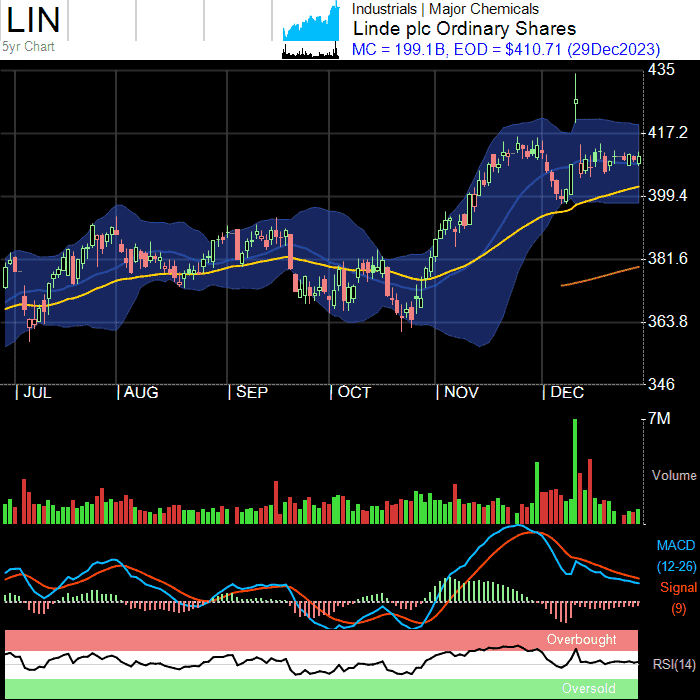 LIN
5yr Chart
Industrials | Major Chemicals
Linde plc Ordinary Shares
MC = 199.1B, EOD = $410.71 (29Dec2023)
435
417.2
399.4
381.6
363.8
346
| JUL | AUG | SEP | OCT | NOV | DEC
7M
Volume
MACD
(12-26)
Signal
(9)
Overbought
RSI(14)
Oversold